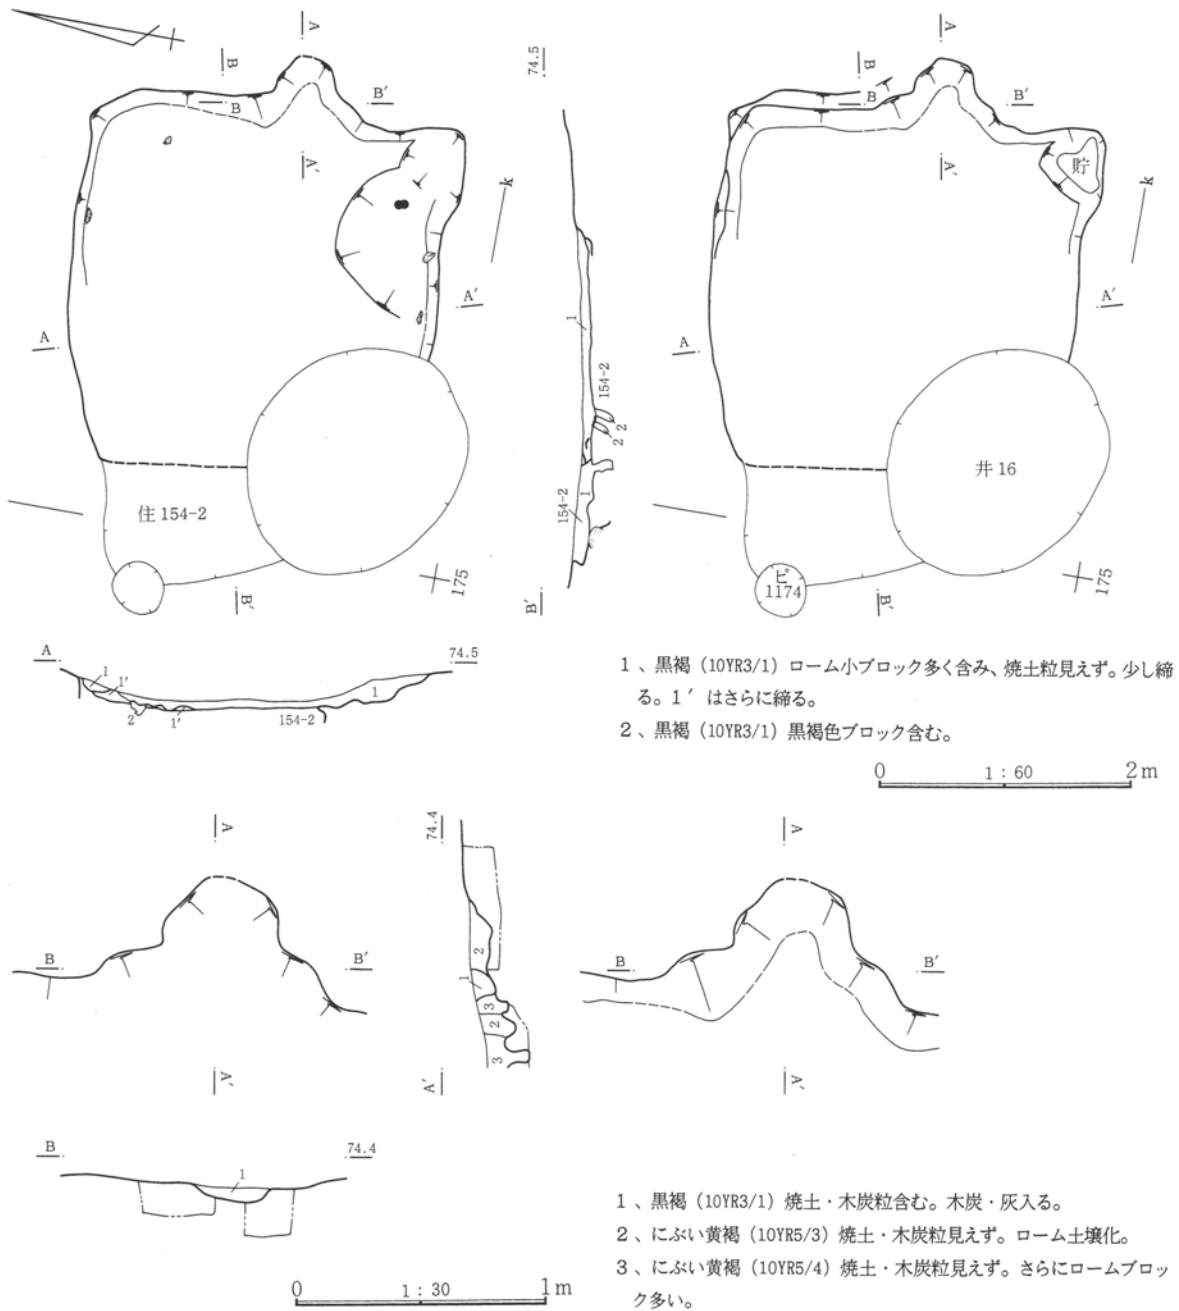 A
A
B
B
B
B
B'
B'
74.5
A'
A'
k
貯
k
A'
A'
1
A
A
154-2
2
2
井16
住154-2
1
154-2
ピ
1174
175
175
B'
B'
B'
A
74.5
1
1'
1
2
1'
154-2
1、黒褐(10YR3/1)ローム小ブロック多く含み、焼土粒見えず。少し締
る。1′はさらに締る。
2、黒褐(10YR3/1)黒褐色ブロック含む。
0
1:60
2m
A
74.4
A
B
B'
2
B
B'
1
3
2
3
A'
A'
A'
B
74.4
1
1、黒褐(10YR3/1)焼土・木炭粒含む。木炭・灰入る。
2、にぶい黄褐(10YR5/3)焼土・木炭粒見えず。ローム土壌化。
3、にぶい黄褐(10YR5/4)焼土・木炭粒見えず。さらにロームブロッ
ク多い。
0
1:30
1m